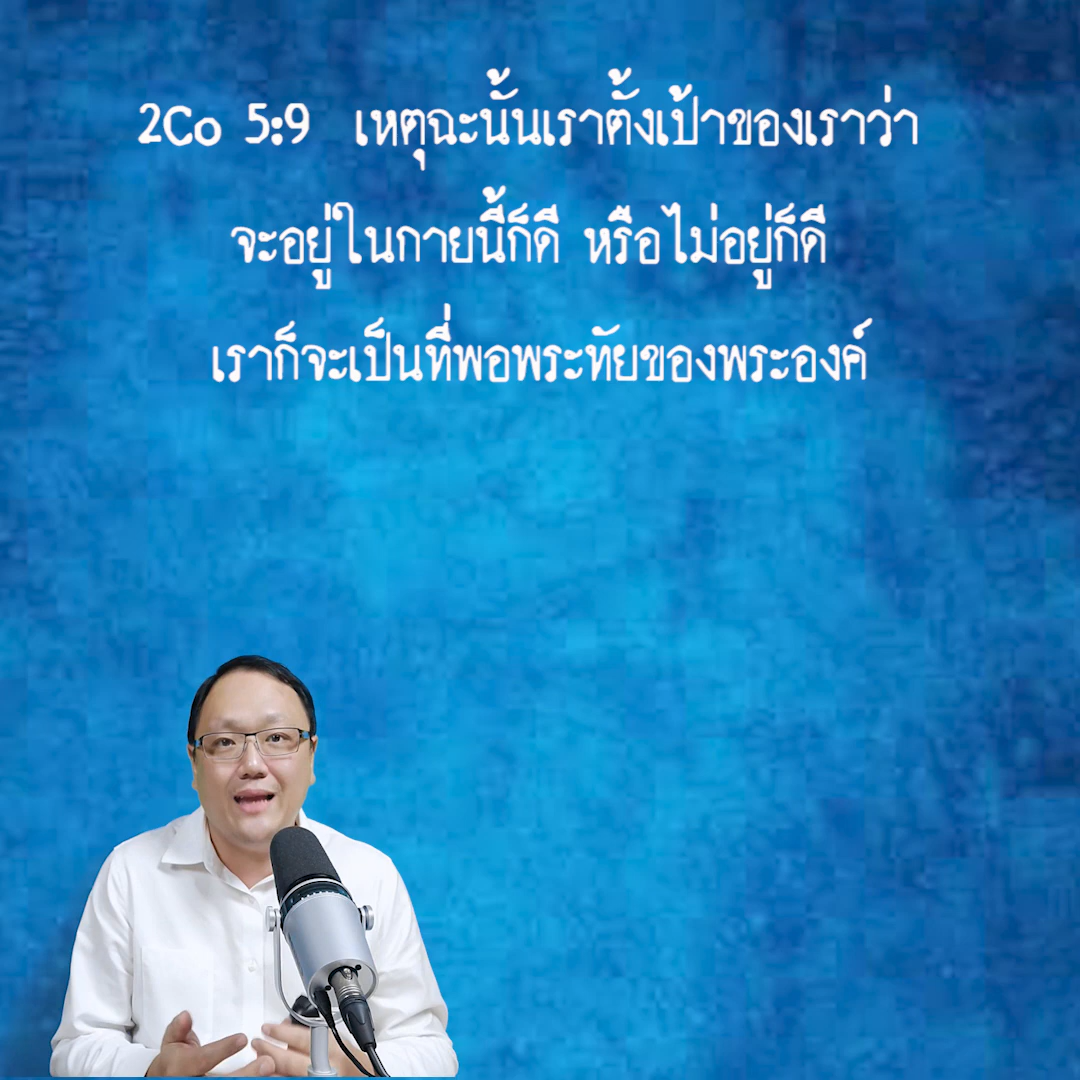 2Co 5:9 เหตุฉะนั้นเราตั้งเป้าของเราว่า
จะอยู่ในกายนี้ก็ดี หรือไม่อยู่ก็ดี
เราก็จะเป็นที่พอพระทัยของพระองค์